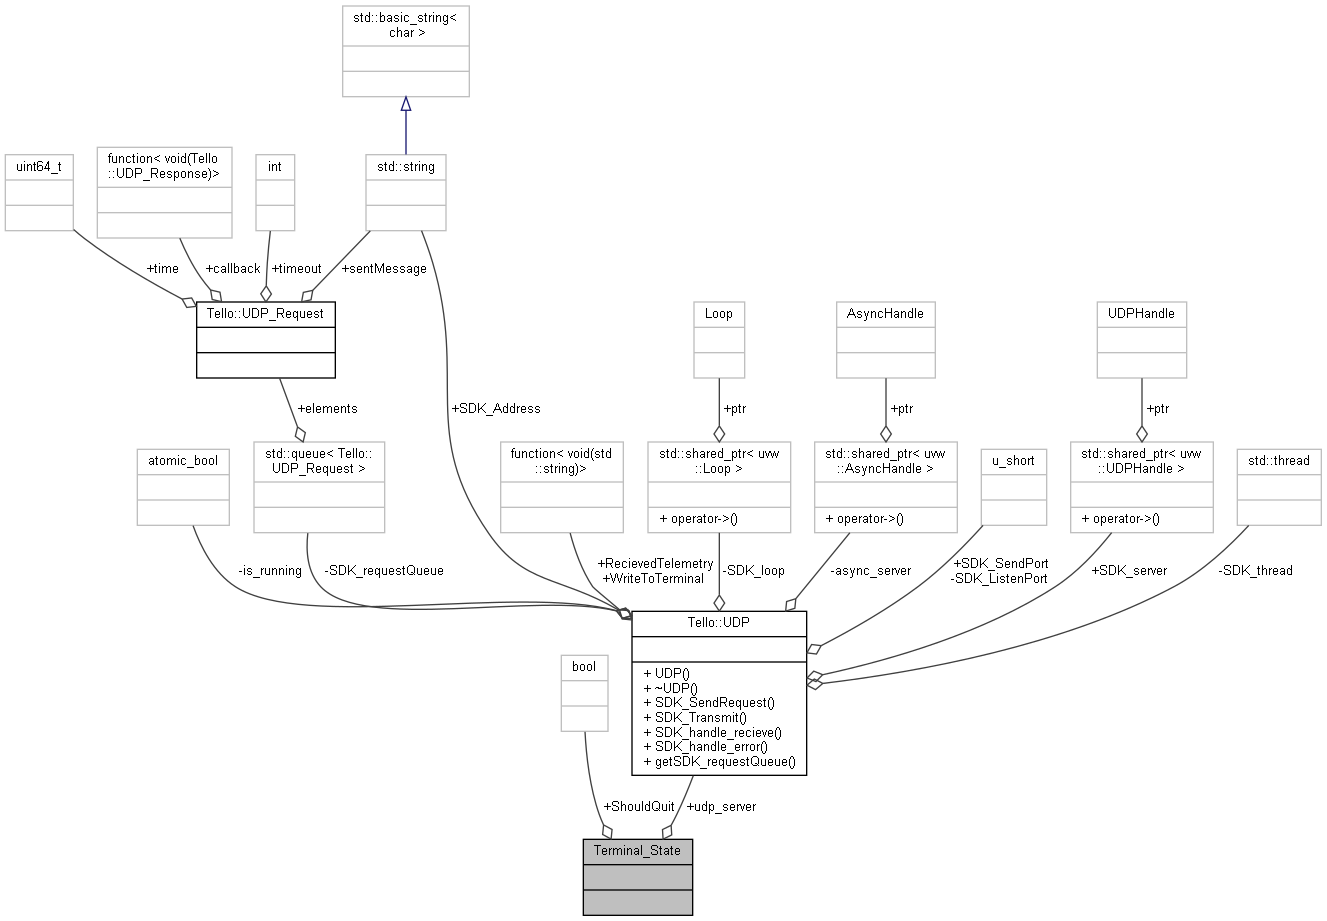 std::basic_string<
char >
uint64_t
function< void(Tello
::UDP_Response)>
int
std::string
+time
+callback
+timeout
+sentMessage
Tello::UDP_Request
Loop
AsyncHandle
UDPHandle
+elements
+SDK_Address
+ptr
+ptr
+ptr
atomic_bool
std::queue< Tello::
UDP_Request >
function< void(std
::string)>
std::shared_ptr< uvw
::Loop >
+ operator->()
std::shared_ptr< uvw
::AsyncHandle >
+ operator->()
u_short
std::shared_ptr< uvw
::UDPHandle >
+ operator->()
std::thread
-is_running
-SDK_requestQueue
+RecievedTelemetry
+WriteToTerminal
-SDK_loop
-async_server
+SDK_SendPort
-SDK_ListenPort
+SDK_server
-SDK_thread
Tello::UDP
+ UDP()
+ ~UDP()
+ SDK_SendRequest()
+ SDK_Transmit()
+ SDK_handle_recieve()
+ SDK_handle_error()
+ getSDK_requestQueue()
bool
+ShouldQuit
+udp_server
Terminal_State